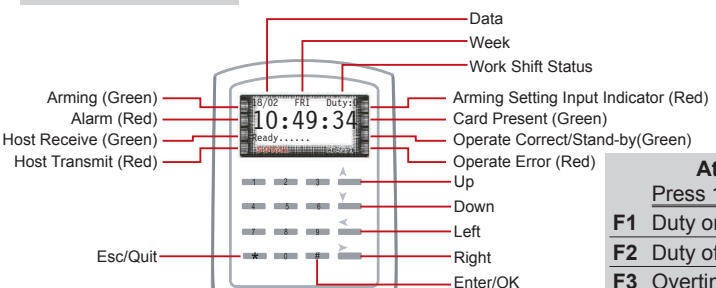 Data
Week
Work Shift Status
Arming (Green)
Alarm (Red)
Host Receive (Green)
Host Transmit (Red)
18/02 FRI Duty:0
10:49:34
Ready......
Arming Setting Input Indicator (Red)
Card Present (Green)
Operate Correct/Stand-by(Green)
Operate Error (Red)
Up
Down
Left
Right
Enter/OK
Esc/Quit
1 2 3
4 5 6
7 8 9
* 0 #
At
Press 1
F1 Duty on
F2 Duty of
F3 Overtin